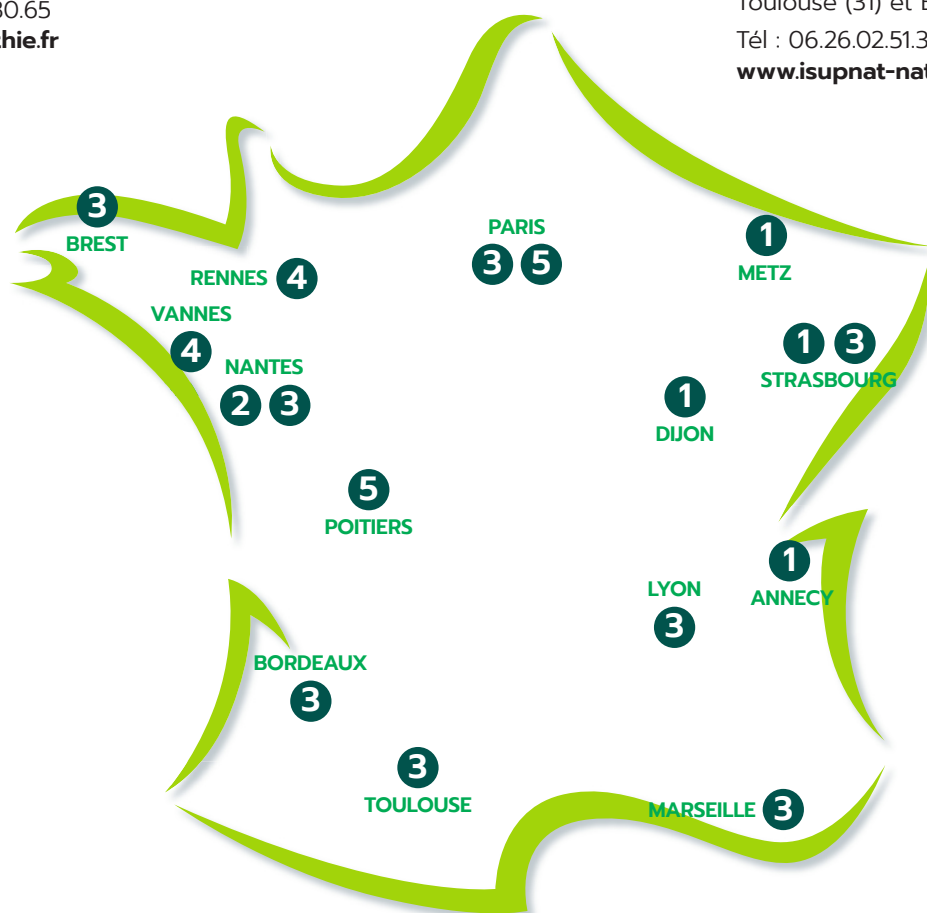 30.65
hie.fr
Toulouse (31) et
Tél : 06.26.02.51.3
www.isupnat-nat
3
BREST
PARIS
3 5
1
METZ
RENNES 4
VANNES
4
1 3
STRASBOURG
NANTES
2 3
1
DIJON
5
POITIERS
1
ANNECY
LYON
3
BORDEAUX
3
3
TOULOUSE
MARSEILLE 3